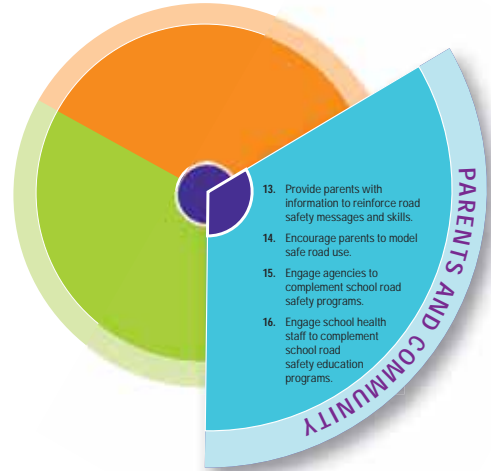 13. Provide parents with
information to reinforce road
safety messages and skills.
14. Encourage parents to model
safe road use.
15. Engage agencies to
complement school road
safety programs.
16. Engage school health
staff to complement
school road
safety education
programs.
PARENTS AND COMMUNITY